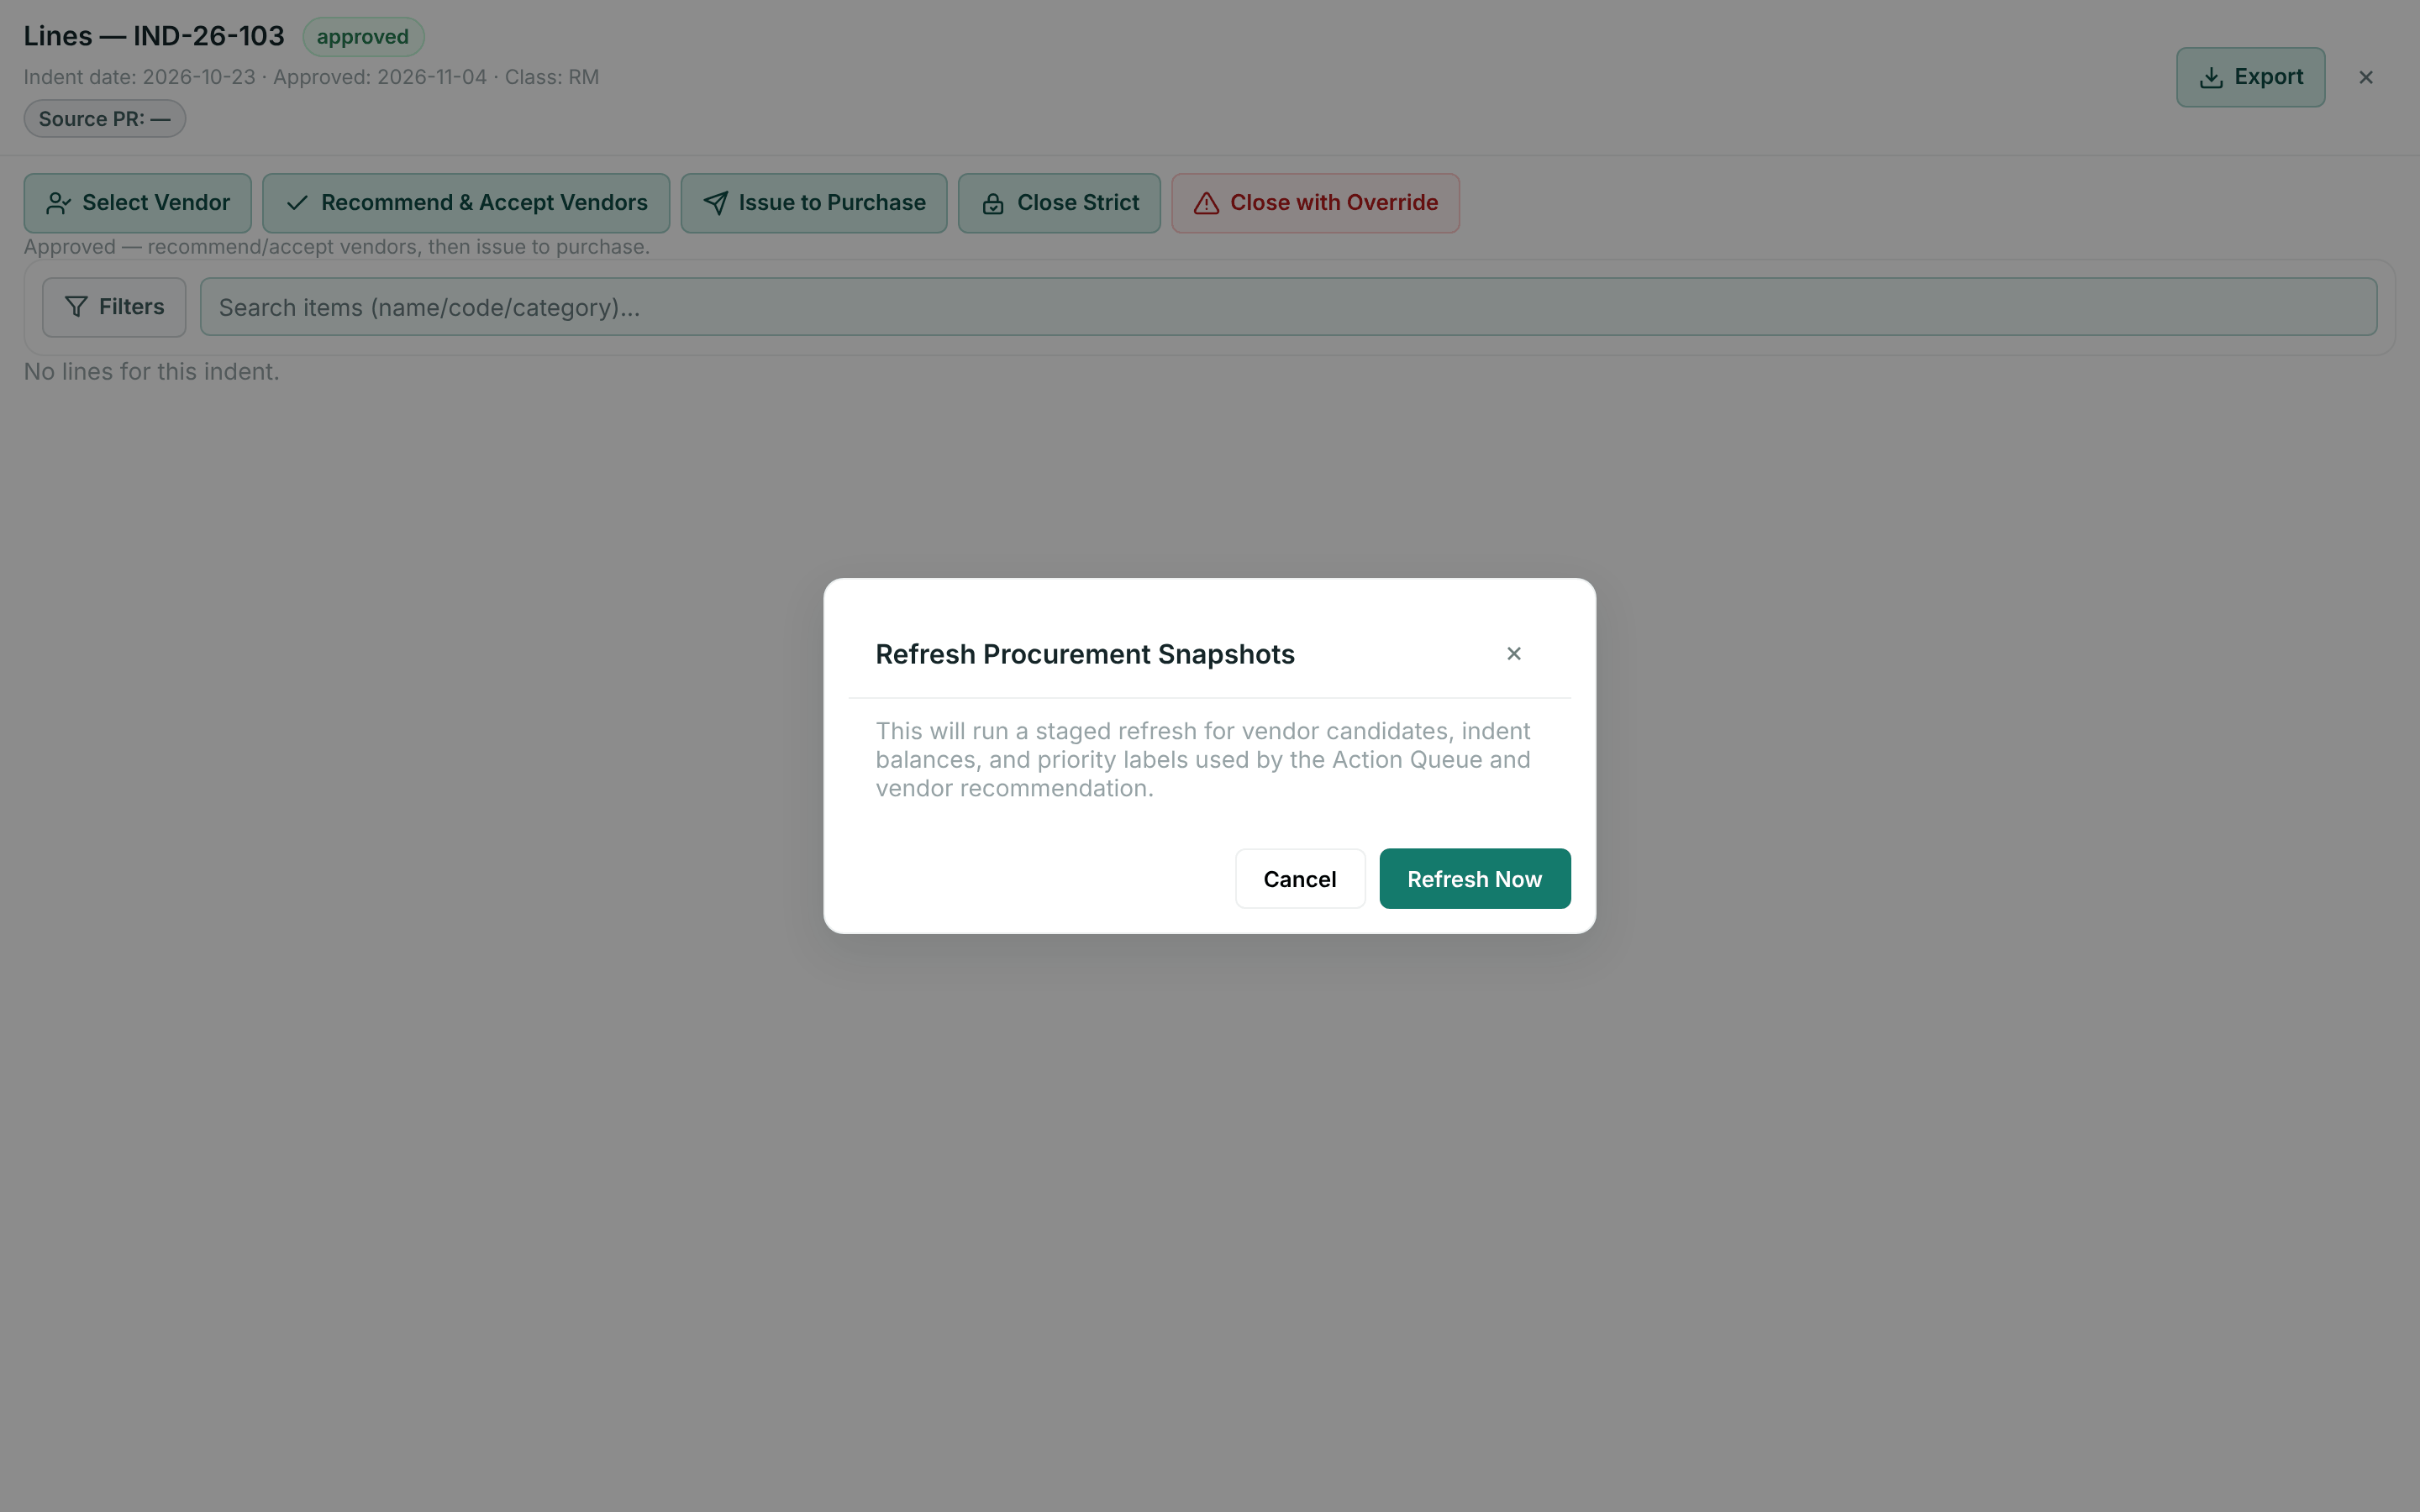 Lines — IND-26-103 approved
Indent date: 2026-10-23 · Approved: 2026-11-04 · Class: RM
Source PR: —
Export ×
Select Vendor Recommend & Accept Vendors Issue to Purchase Close Strict Close with Override
Approved — recommend/accept vendors, then issue to purchase.
Filters Search items (name/code/category)...
No lines for this indent.
Refresh Procurement Snapshots ×
This will run a staged refresh for vendor candidates, indent
balances, and priority labels used by the Action Queue and
vendor recommendation.
Cancel Refresh Now